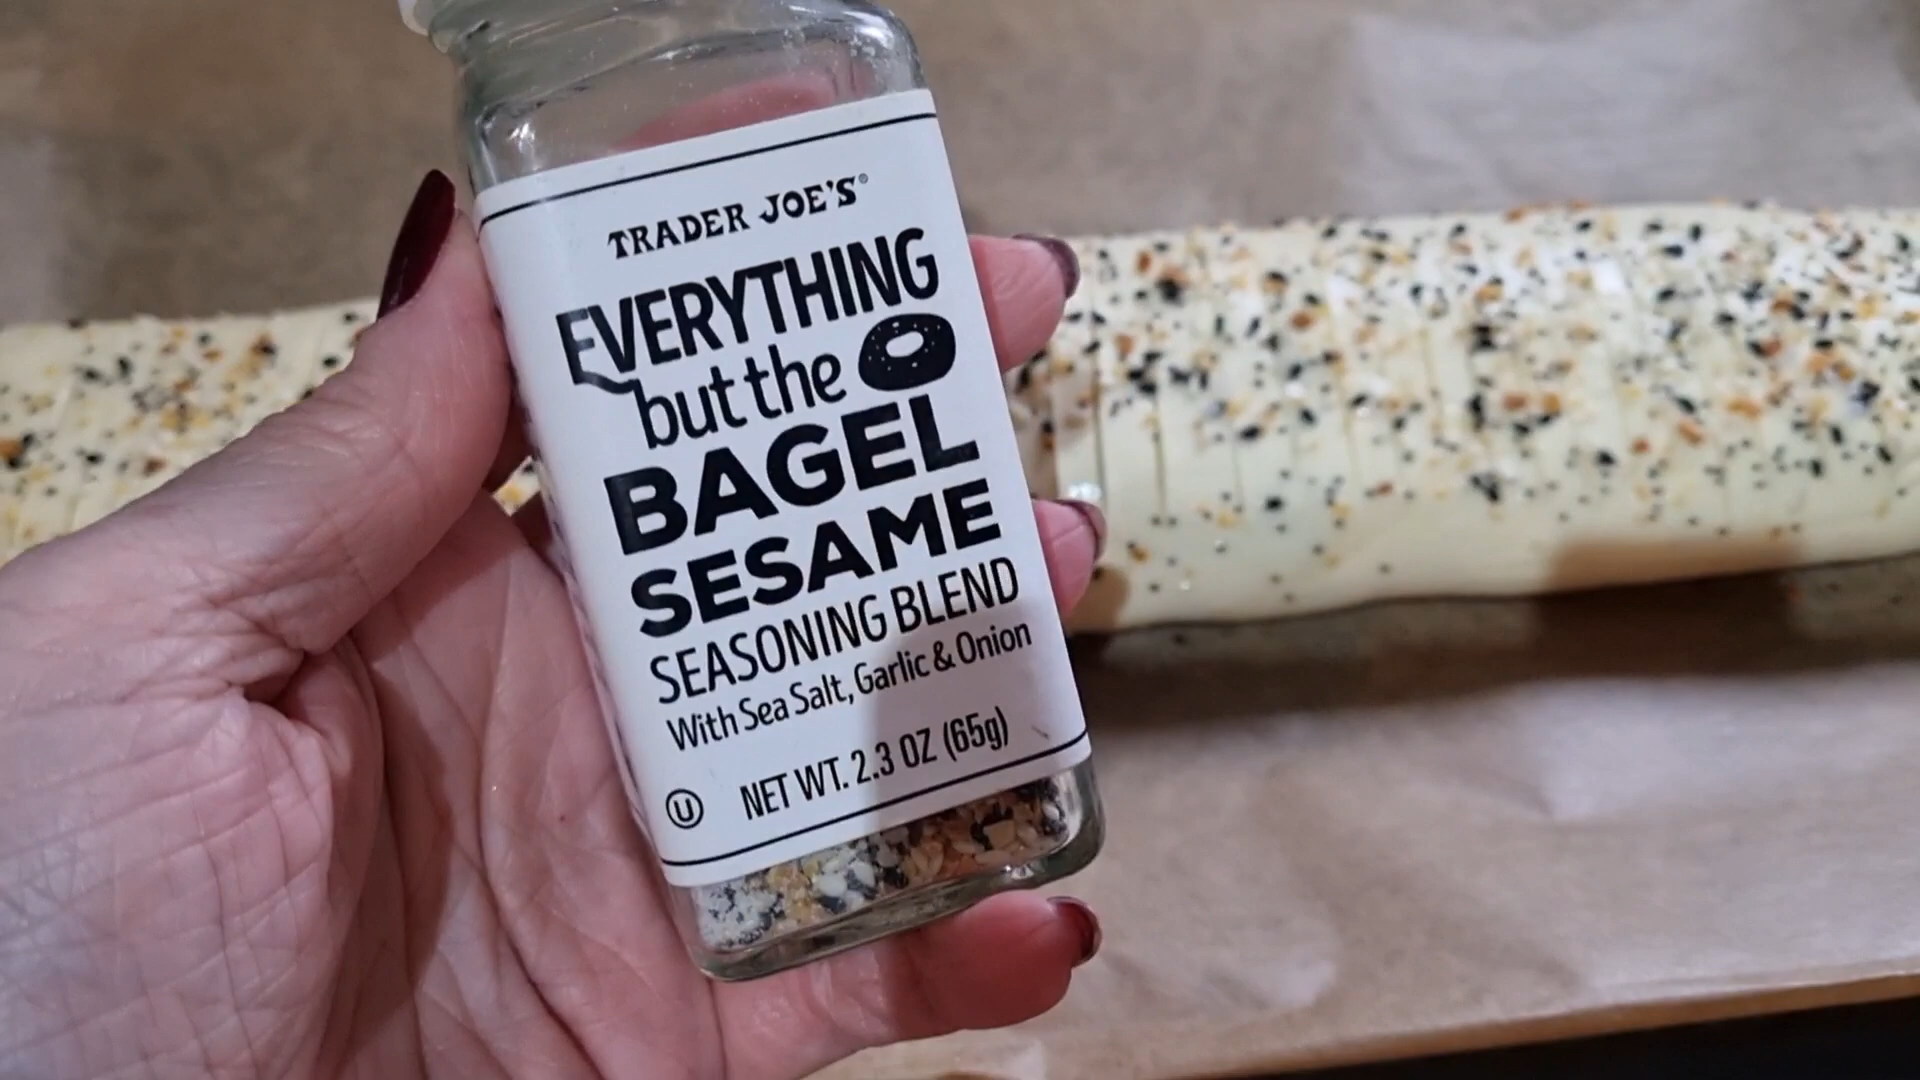 TRADER JOE'S®
EVERYTHING
but the
BAGEL
SESAME
SEASONING BLEND
With Sea Salt, Garlic & Onion
NET WT. 2.3 OZ (65g)
U